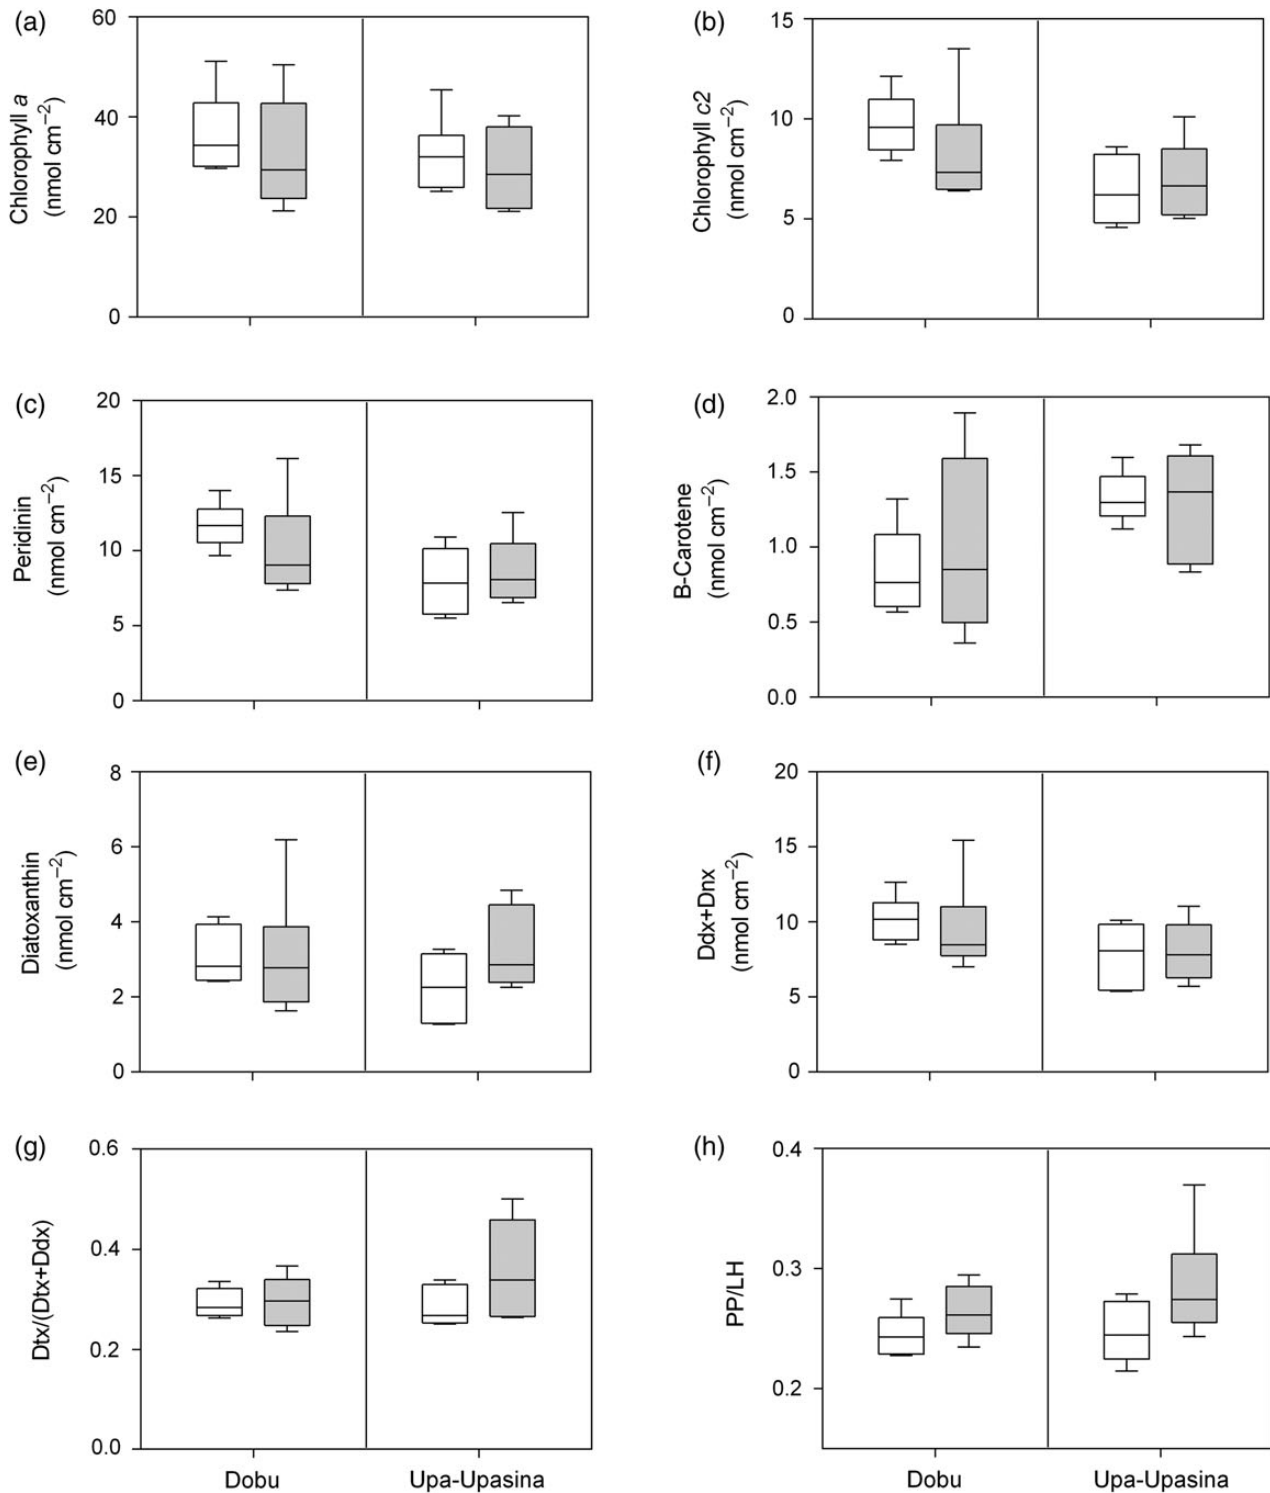 (a)
60
40
20
0
Chlorophyll a
(nmol cm−2)
(b)
15
10
5
0
Chlorophyll c2
(nmol cm−2)
(c)
20
15
10
5
0
Peridinin
(nmol cm−2)
(d)
2.0
1.5
1.0
0.5
0.0
B-Carotene
(nmol cm−2)
(e)
8
6
4
2
0
Diatoxanthin
(nmol cm−2)
(f)
20
15
10
5
0
Ddx+Dnx
(nmol cm−2)
(g)
0.6
0.4
0.2
0.0
Dtx/(Dtx+Ddx)
Dobu
Upa-Upasina
(h)
0.4
0.3
0.2
PP/LH
Dobu
Upa-Upasina